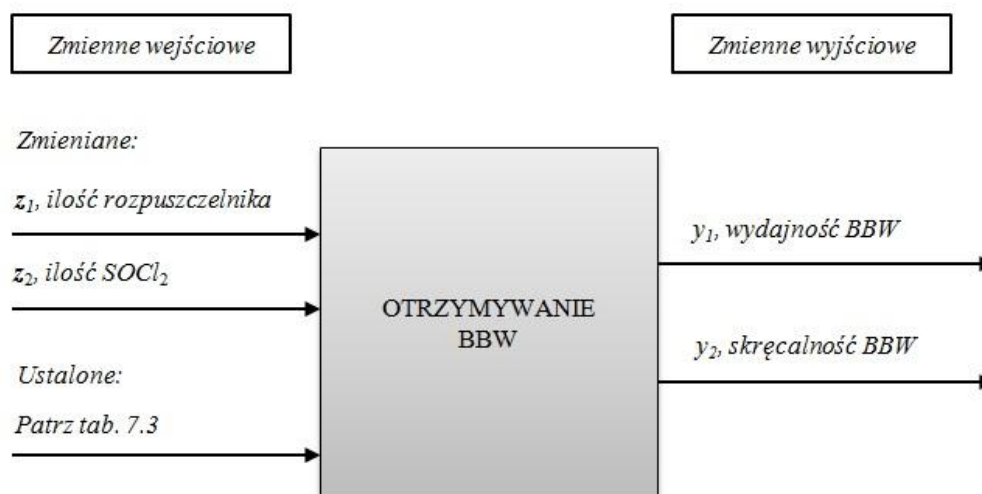 Zmienne wejściowe
Zmienne wyjściowe
Zmieniane:
z₁, ilość rozpuszczelnika
z₂, ilość SOCl₂
Ustalone:
Patrz tab. 7.3
OTRZYMYWANIE
BBW
y₁, wydajność BBW
y₂, skręcalność BBW